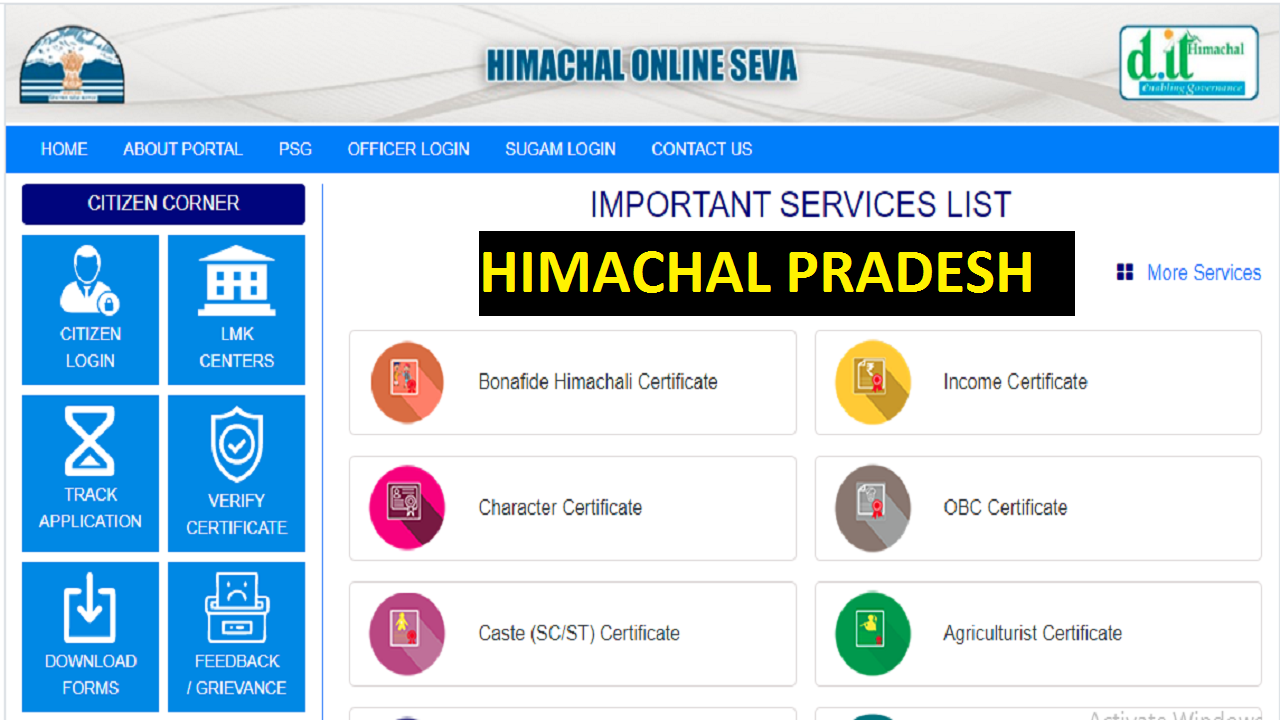 HIMACHAL ONLINE SEVA
d.it Himachal
Enabling Governance
HOME ABOUT PORTAL PSG OFFICER LOGIN SUGAM LOGIN CONTACT US
CITIZEN CORNER
CITIZEN
LOGIN
LMK
CENTERS
TRACK
APPLICATION
VERIFY
CERTIFICATE
DOWNLOAD
FORMS
FEEDBACK
/ GRIEVANCE
IMPORTANT SERVICES LIST
HIMACHAL PRADESH
More Services
Bonafide Himachali Certificate
Income Certificate
Character Certificate
OBC Certificate
Caste (SC/ST) Certificate
Agriculturist Certificate
Activate Windows